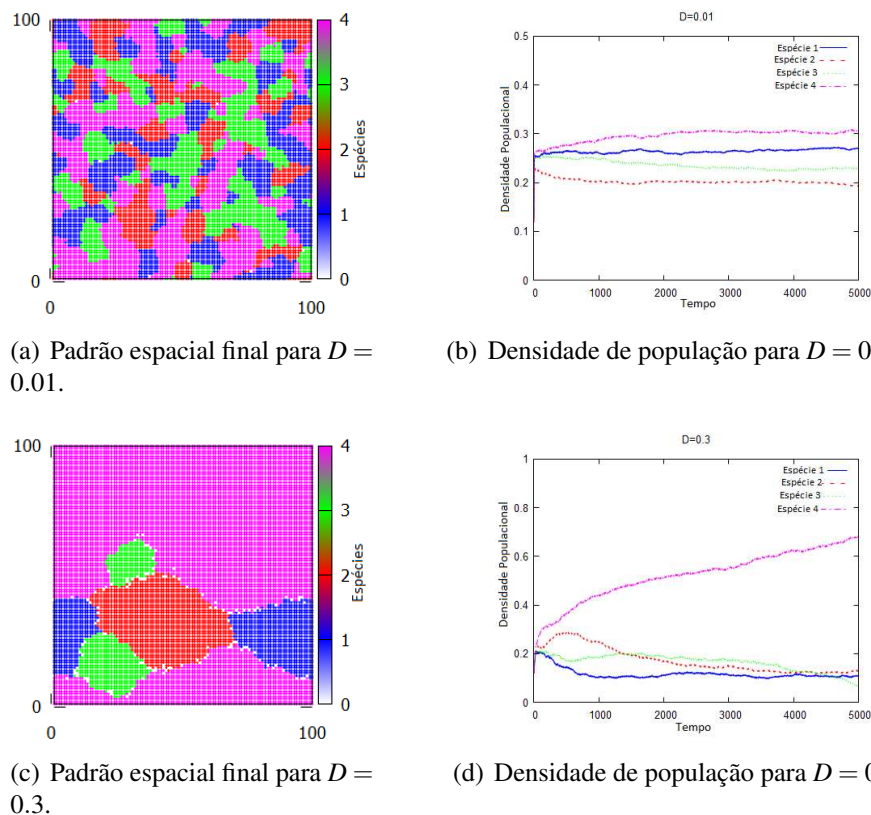 100
4
3
2
1
0
Espécies
0
0
100
D=0.01
0.5
0.4
0.3
0.2
0.1
0
Densidade Populacional
Espécie 1
Espécie 2
Espécie 3
Espécie 4
0
1000
2000
3000
4000
5000
Tempo
(a) Padrão espacial final para D =
0.01.
(b) Densidade de população para D = 0
100
4
3
2
1
0
Espécies
0
0
100
D=0.3
1
0.8
0.6
0.4
0.2
0
Densidade Populacional
Espécie 1
Espécie 2
Espécie 3
Espécie 4
0
1000
2000
3000
4000
5000
Tempo
(c) Padrão espacial final para D =
0.3.
(d) Densidade de população para D = 0